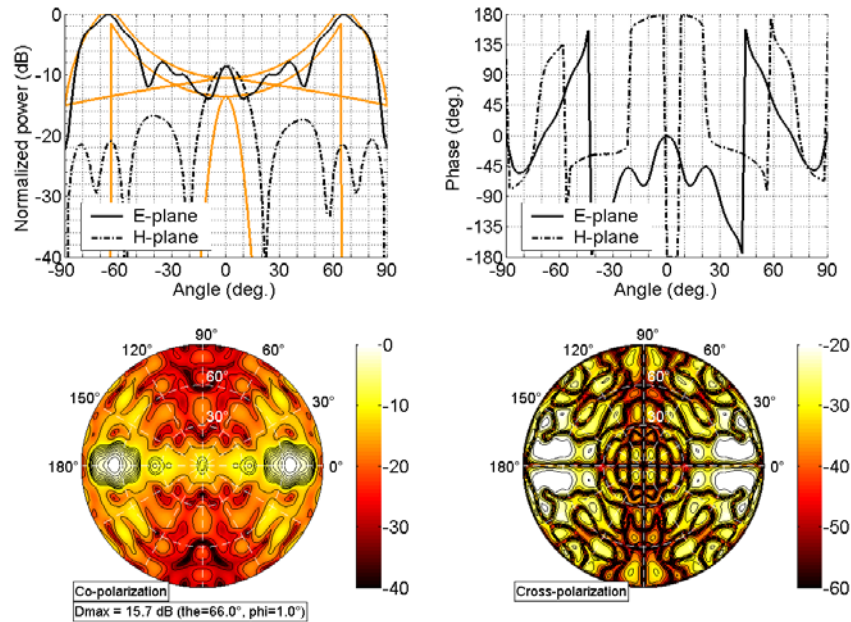 Normalized power (dB)
0
-10
-20
-30
-40
E-plane
H-plane
-90 -60 -30 0 30 60 90
Angle (deg.)
Phase (deg.)
180
135
90
45
0
-45
-90
-135
-180
E-plane
H-plane
-90 -60 -30 0 30 60 90
Angle (deg.)
90°
120° 60°
60°
150° 30°
30°
180° 0°
0
-10
-20
-30
-40
Co-polarization
Dmax = 15.7 dB (the=66.0°, phi=1.0°)
90°
120° 60°
60°
150° 30°
30°
180° 0°
-20
-30
-40
-50
-60
Cross-polarization